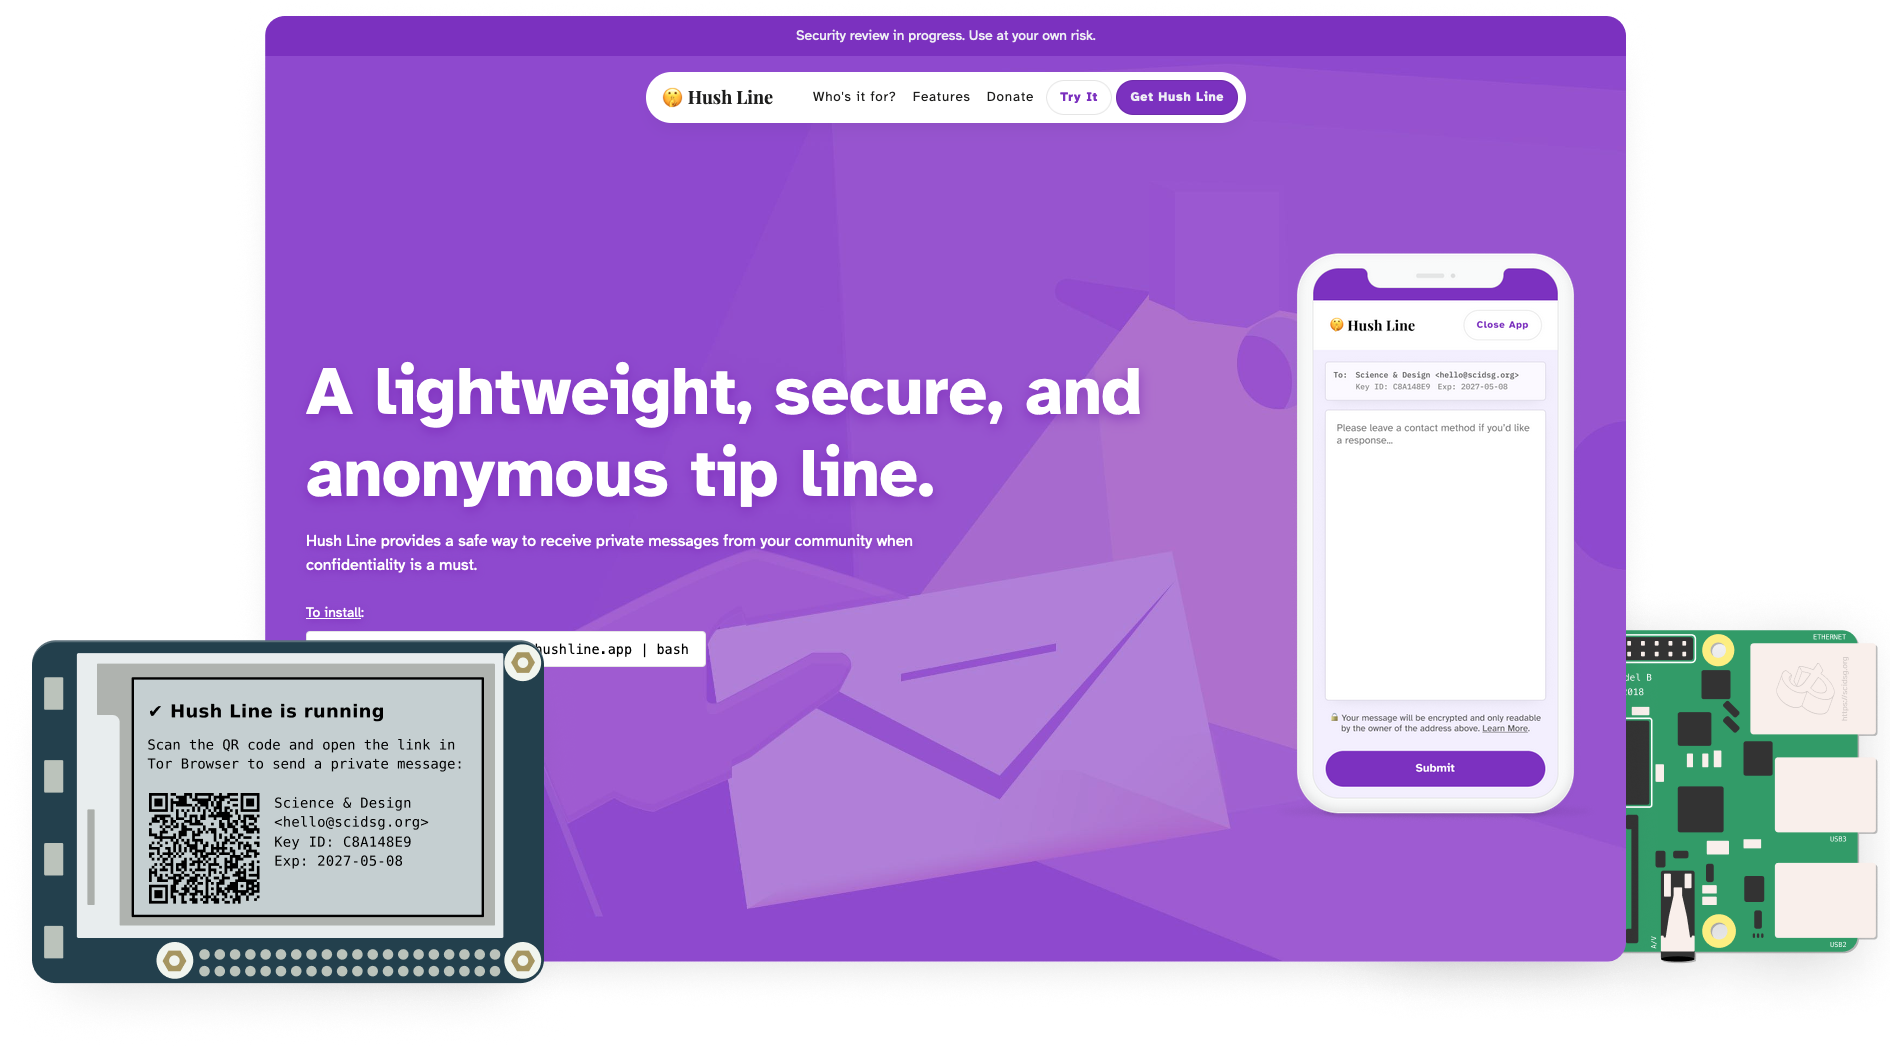 Security review in progress. Use at your own risk.
🤫 Hush Line Who's it for? Features Donate Try It Get Hush Line
A lightweight, secure, and
anonymous tip line.
Hush Line provides a safe way to receive private messages from your community when
confidentiality is a must.
To install:
hushline.app | bash
🤫 Hush Line Close App
To: Science & Design <hello@scidsg.org>
Key ID: C8A148E9 Exp: 2027-05-08
Please leave a contact method if you'd like
a response...
🔒 Your message will be encrypted and only readable
by the owner of the address above. Learn More.
Submit
✔ Hush Line is running
Scan the QR code and open the link in
Tor Browser to send a private message:
Science & Design
<hello@scidsg.org>
Key ID: C8A148E9
Exp: 2027-05-08
ETHERNET
https://scidsg.org
del B
2018
USB3
A/V
USB2